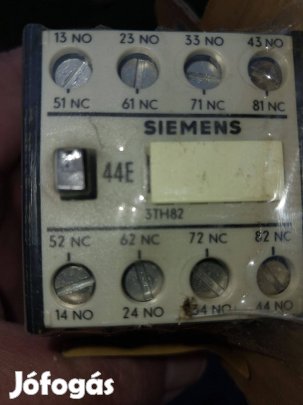 13 NO 23 NO 33 NO 43 NO
51 NC 61 NC 71 NC 81 NC
SIEMENS
44E
3TH82
52 NC 62 NC 72 NC 82 NC
14 NO 24 NO 34 NO 44 NO
Jófogás